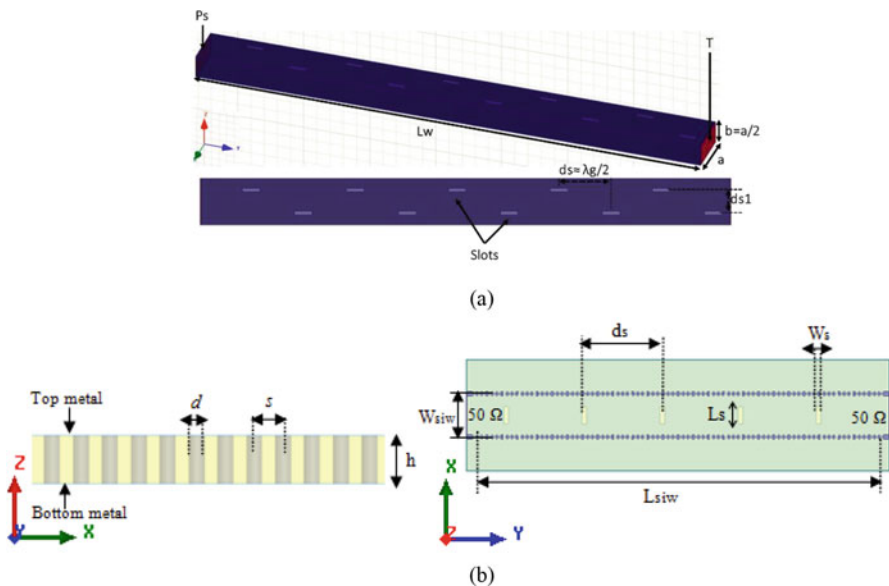 Ps
T
Lw
b=a/2
a
ds≈λg/2
ds1
Slots
(a)
ds
Ws
Top metal
d
s
Wsiw
50 Ω
Ls
50 Ω
h
Z
X
Bottom metal
Lsiw
Y
X
Z
Y
(b)